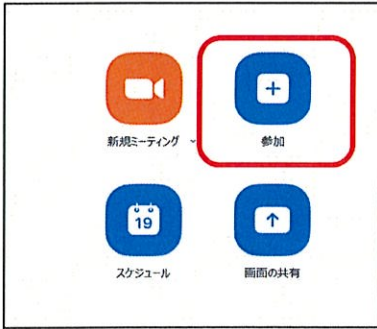 新規ミーティング
参加
19
スケジュール
画面の共有